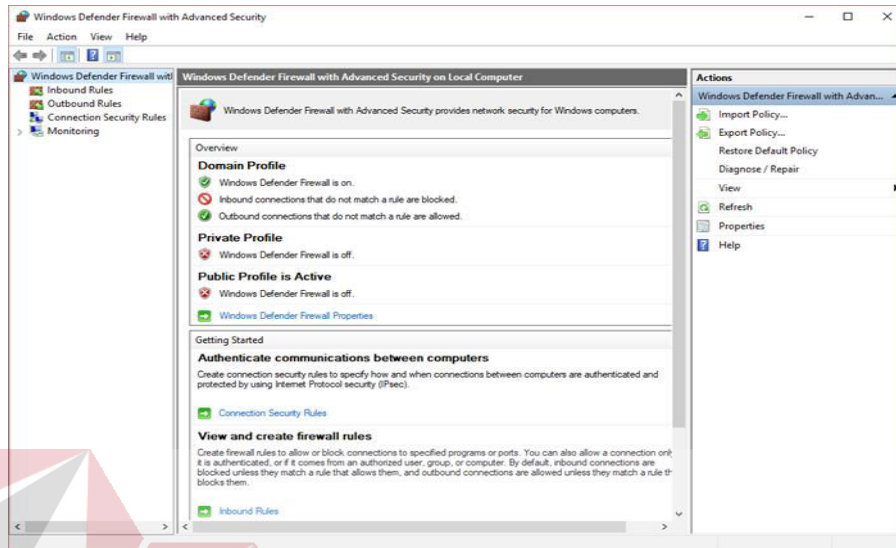 Windows Defender Firewall with Advanced Security
File Action View Help
Windows Defender Firewall with
Inbound Rules
Outbound Rules
Connection Security Rules
Monitoring
Windows Defender Firewall with Advanced Security on Local Computer
Windows Defender Firewall with Advanced Security provides network security for Windows computers.
Overview
Domain Profile
Windows Defender Firewall is on.
Inbound connections that do not match a rule are blocked.
Outbound connections that do not match a rule are allowed.
Private Profile
Windows Defender Firewall is off.
Public Profile is Active
Windows Defender Firewall is off.
Windows Defender Firewall Properties
Getting Started
Authenticate communications between computers
Create connection security rules to specify how and when connections between computers are authenticated and
protected by using Internet Protocol security (IPsec).
Connection Security Rules
View and create firewall rules
Create firewall rules to allow or block connections to specified programs or ports. You can also allow a connection only
it is authenticated, or if it comes from an authorized user, group, or computer. By default, inbound connections are
blocked unless they match a rule that allows them, and outbound connections are allowed unless they match a rule th
blocks them.
Inbound Rules
Actions
Windows Defender Firewall with Advan...
Import Policy...
Export Policy...
Restore Default Policy
Diagnose / Repair
View
Refresh
Properties
Help